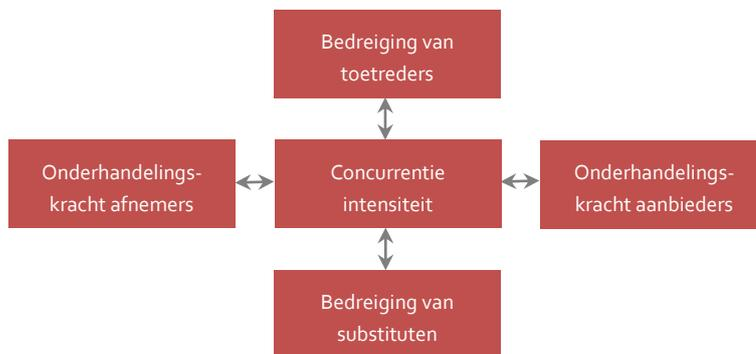 Bedreiging van
toetreders
Onderhandelings-
kracht afnemers
Concurrentie
intensiteit
Onderhandelings-
kracht aanbieders
Bedreiging van
substituten